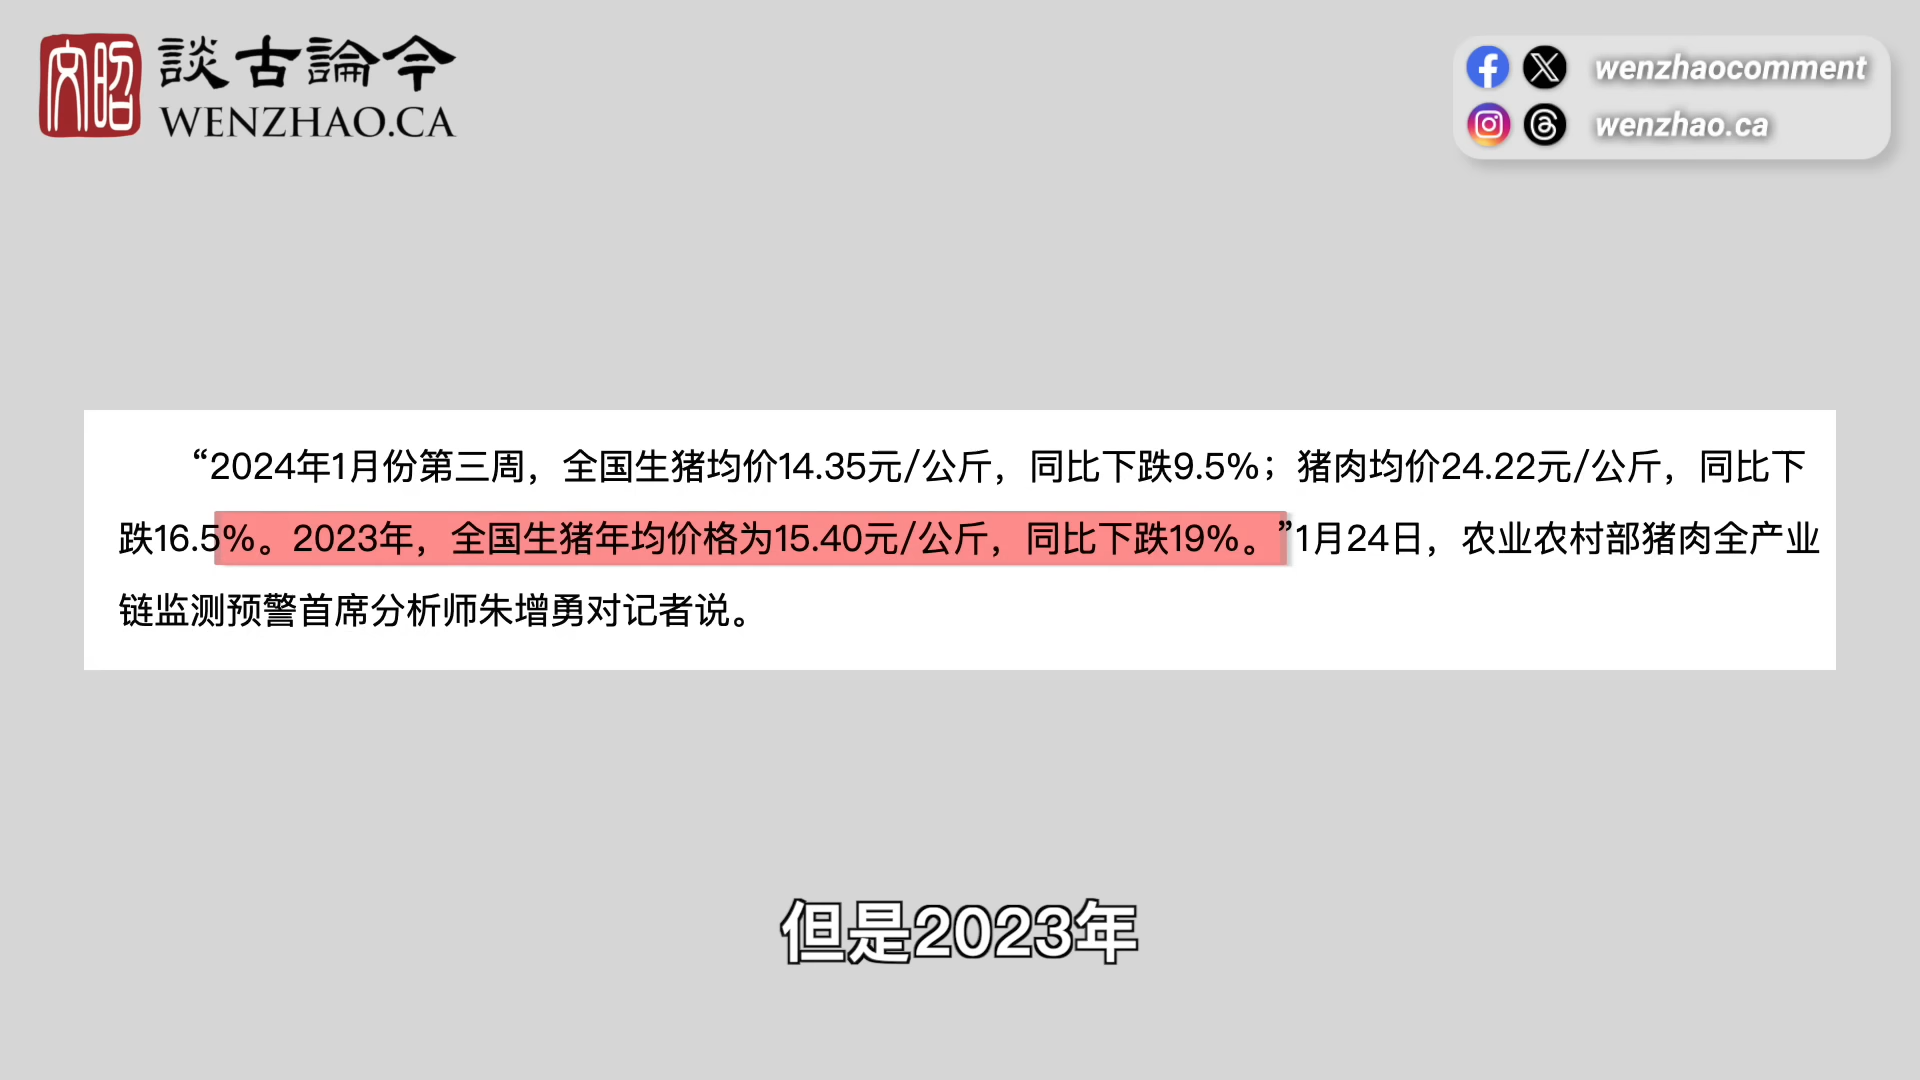 文昭
談古論今
WENZHAO.CA
wenzhaocomment
wenzhao.ca
“2024年1月份第三周，全国生猪均价14.35元/公斤，同比下跌9.5%；猪肉均价24.22元/公斤，同比下
跌16.5%。2023年，全国生猪年均价格为15.40元/公斤，同比下跌19%。”1月24日，农业农村部猪肉全产业
链监测预警首席分析师朱增勇对记者说。
但是2023年